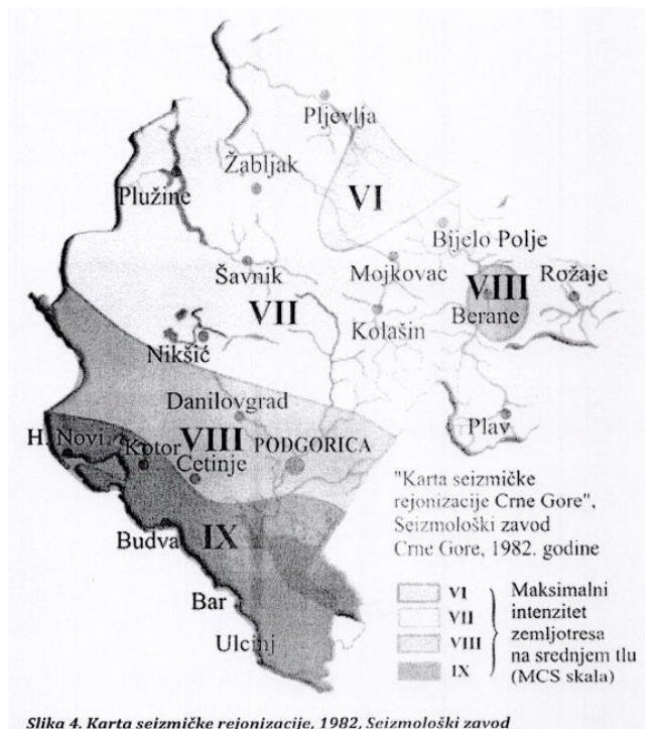 Pljevlja
Žabljak
Plužine
VI
Bijelo Polje
Šavnik
Mojkovac
VIII
Rožaje
VII
Berane
Kolašin
Nikšić
Danilovgrad
Plav
H. Novi
Kotor
VIII
PODGORICA
Cetinje
"Karta seizmičke
rejonizacije Crne Gore",
Seizmološki zavod
Crne Gore, 1982. godine
Budva
IX
Bar
Ulcinj
VI
VII
VIII
IX
Maksimalni
intenzitet
zemljotresa
na srednjem tlu
(MCS skala)
Slika 4. Karta seizmičke rejonizacije, 1982, Seizmološki zavod